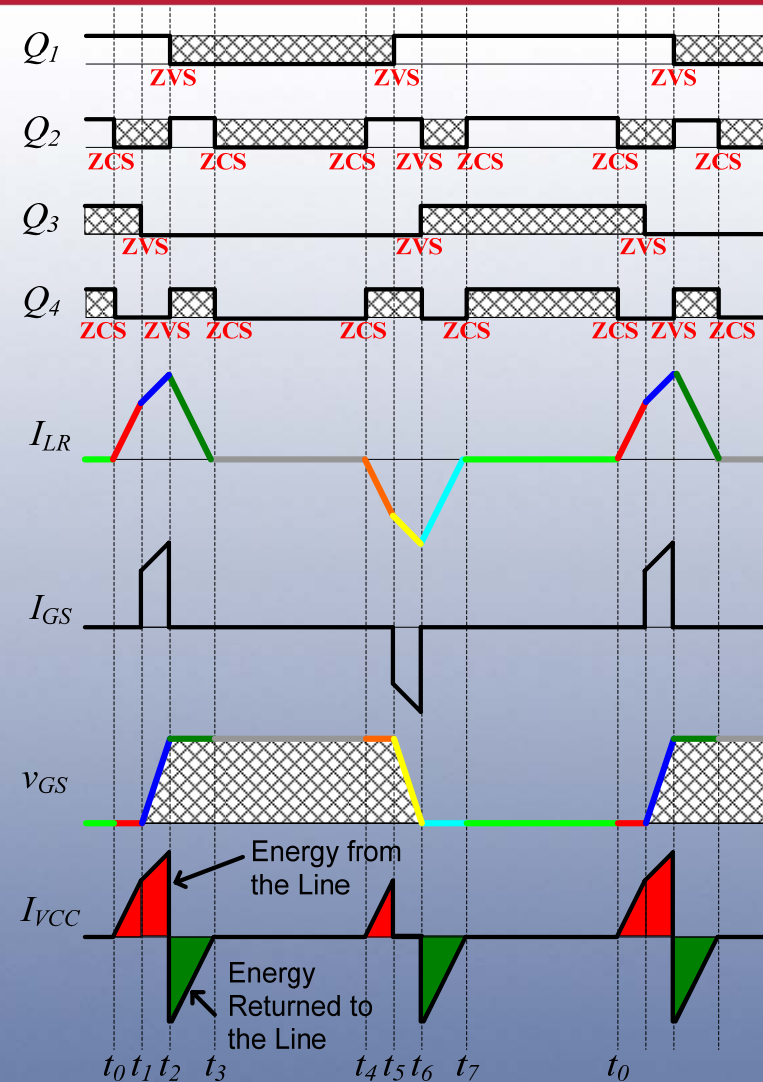 Q1
ZVS ZVS ZVS
Q2
ZCS ZCS ZCS ZVS ZCS ZCS ZCS
Q3
ZVS ZVS ZVS
Q4
ZCS ZVS ZCS ZCS ZCS ZCS ZVS ZCS
ILR
IGS
vGS
Energy from
the Line
IVCC
Energy
Returned to
the Line
t0 t1 t2 t3 t4 t5 t6 t7 t0